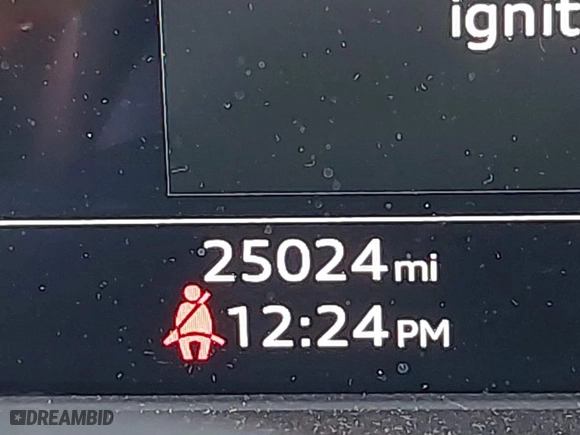 ignit
25024 mi
12:24 PM
DREAMBID